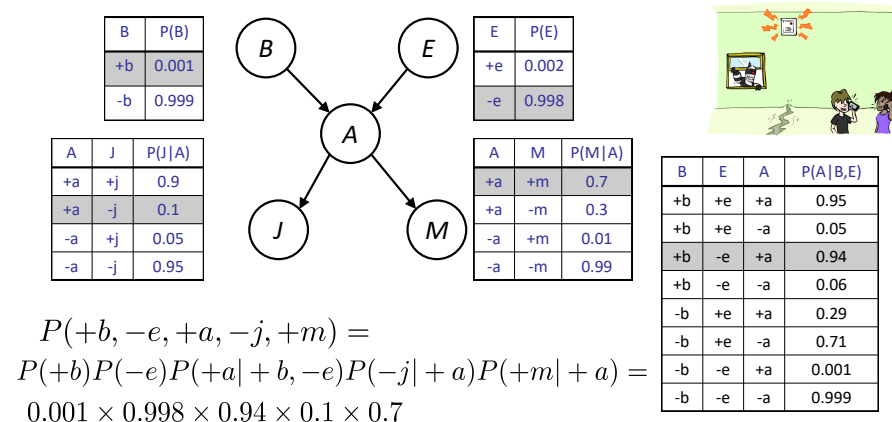 B P(B)
+b 0.001
-b 0.999
B
E
E P(E)
+e 0.002
-e 0.998
A
A J P(J|A)
+a +j 0.9
+a -j 0.1
-a +j 0.05
-a -j 0.95
J
M
A M P(M|A)
+a +m 0.7
+a -m 0.3
-a +m 0.01
-a -m 0.99
B E A P(A|B,E)
+b +e +a 0.95
+b +e -a 0.05
+b -e +a 0.94
+b -e -a 0.06
-b +e +a 0.29
-b +e -a 0.71
-b -e +a 0.001
-b -e -a 0.999
P(+b, −e, +a, −j, +m) =
P(+b)P(−e)P(+a| + b, −e)P(−j| + a)P(+m| + a) =
0.001 × 0.998 × 0.94 × 0.1 × 0.7